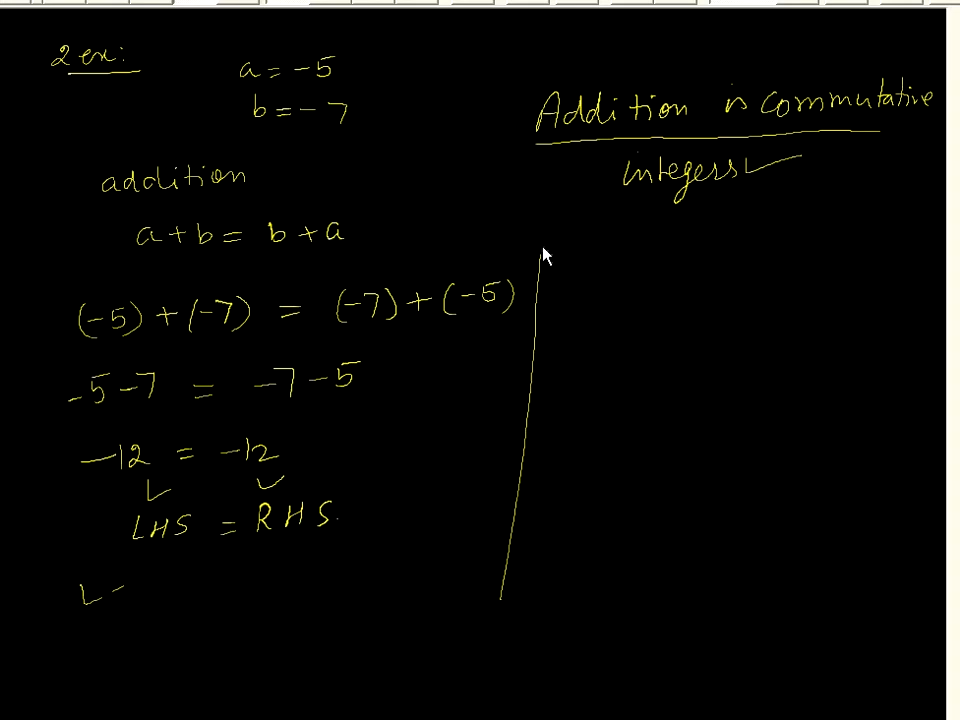 2 ex:
a = -5
b = -7
addition
a + b = b + a
(-5) + (-7) = (-7) + (-5)
-5 -7 = -7 -5
-12 = -12
LHS = RHS.
Addition is commutative
integerss